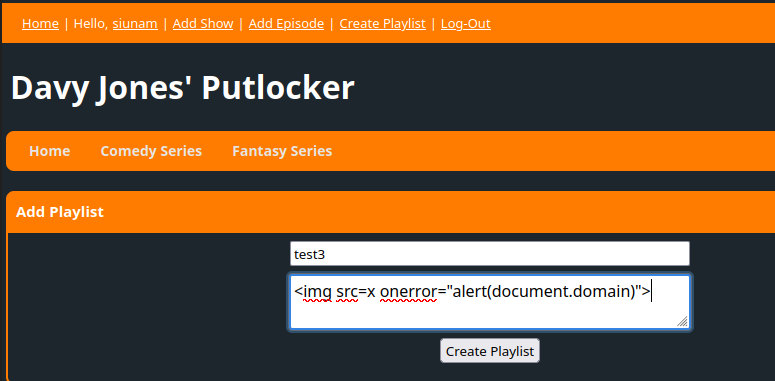 Home | Hello, siunam | Add Show | Add Episode | Create Playlist | Log-Out
Davy Jones' Putlocker
Home Comedy Series Fantasy Series
Add Playlist
test3
<img src=x onerror="alert(document.domain)">
Create Playlist